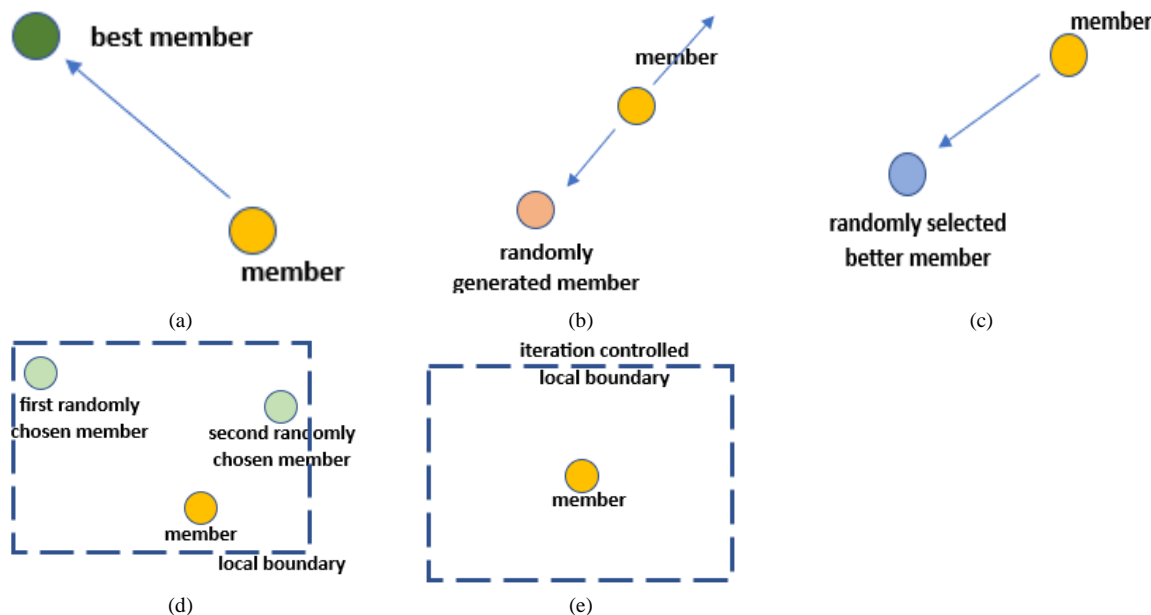 best member
member
(a)
member
randomly
generated member
(b)
member
randomly selected
better member
(c)
first randomly
chosen member
second randomly
chosen member
member
local boundary
(d)
iteration controlled
local boundary
member
(e)